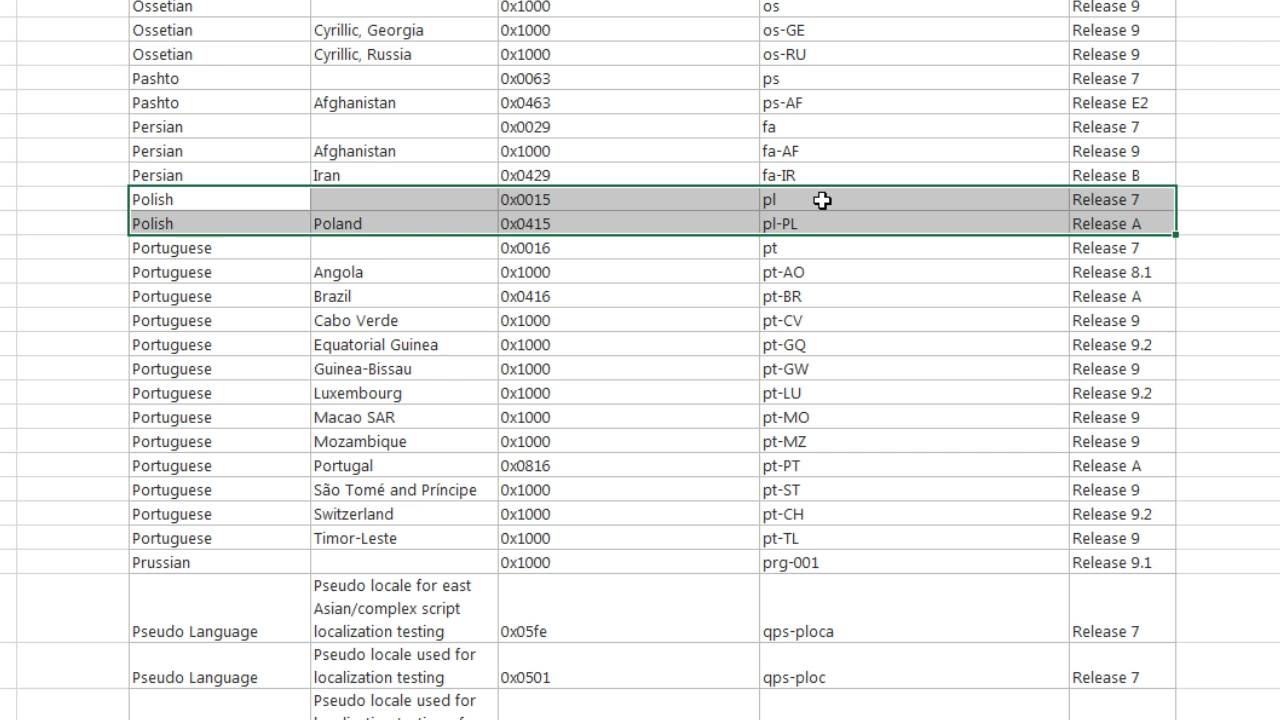 Ossetian 0x1000 os Release 9
Ossetian Cyrillic, Georgia 0x1000 os-GE Release 9
Ossetian Cyrillic, Russia 0x1000 os-RU Release 9
Pashto 0x0063 ps Release 7
Pashto Afghanistan 0x0463 ps-AF Release E2
Persian 0x0029 fa Release 7
Persian Afghanistan 0x1000 fa-AF Release 9
Persian Iran 0x0429 fa-IR Release B
Polish 0x0015 pl Release 7
Polish Poland 0x0415 pl-PL Release A
Portuguese 0x0016 pt Release 7
Portuguese Angola 0x1000 pt-AO Release 8.1
Portuguese Brazil 0x0416 pt-BR Release A
Portuguese Cabo Verde 0x1000 pt-CV Release 9
Portuguese Equatorial Guinea 0x1000 pt-GQ Release 9.2
Portuguese Guinea-Bissau 0x1000 pt-GW Release 9
Portuguese Luxembourg 0x1000 pt-LU Release 9.2
Portuguese Macao SAR 0x1000 pt-MO Release 9
Portuguese Mozambique 0x1000 pt-MZ Release 9
Portuguese Portugal 0x0816 pt-PT Release A
Portuguese São Tomé and Príncipe 0x1000 pt-ST Release 9
Portuguese Switzerland 0x1000 pt-CH Release 9.2
Portuguese Timor-Leste 0x1000 pt-TL Release 9
Prussian 0x1000 prg-001 Release 9.1
Pseudo locale for east
Asian/complex script
Pseudo Language localization testing 0x05fe qps-ploca Release 7
Pseudo locale used for
Pseudo Language localization testing 0x0501 qps-ploc Release 7
Pseudo locale used for